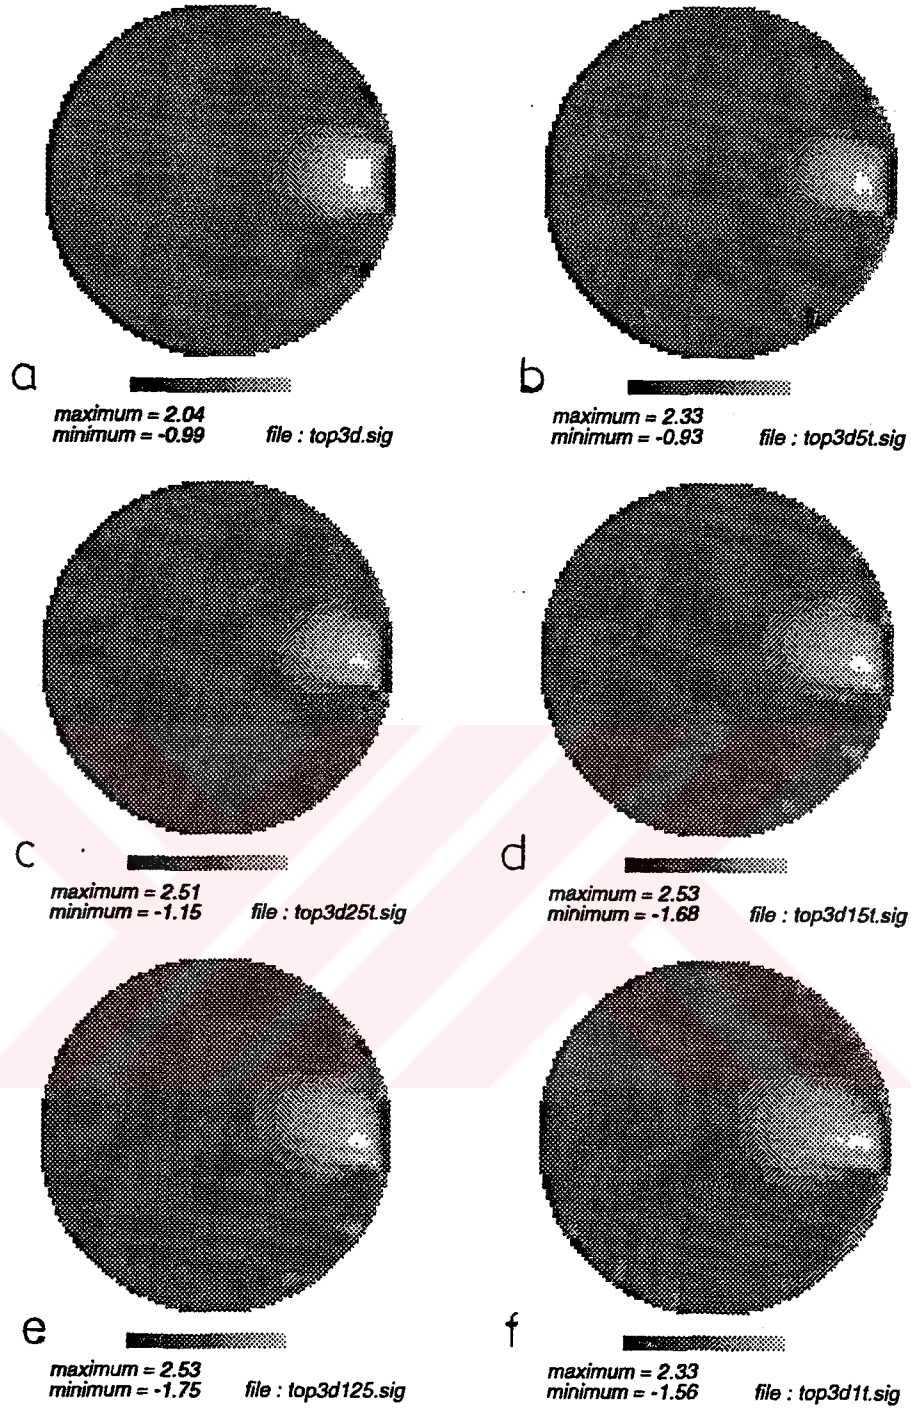 a
b
maximum = 2.04
minimum = -0.99 file : top3d.sig
maximum = 2.33
minimum = -0.93 file : top3d5t.sig
c
d
maximum = 2.51
minimum = -1.15 file : top3d25t.sig
maximum = 2.53
minimum = -1.68 file : top3d15t.sig
e
f
maximum = 2.53
minimum = -1.75 file : top3d125.sig
maximum = 2.33
minimum = -1.56 file : top3d1t.sig